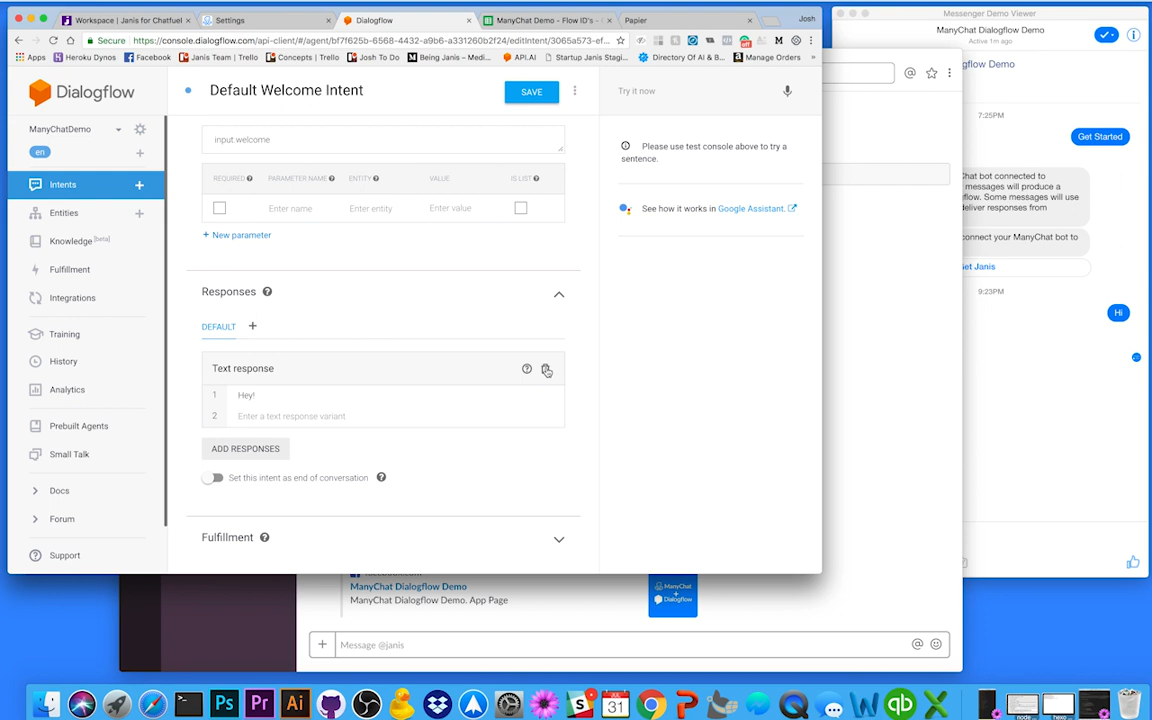 Workspace | Janis for Chatfuel
Settings
Dialogflow
ManyChat Demo - Flow ID's -
Papier
Josh
Secure
https://console.dialogflow.com/api-client/#/agent/bf7f625b-6568-4432-a9b6-a331260b2f24/editIntent/3065a573-ef...
Apps
Heroku Dynos
Facebook
Janis Team | Trello
Concepts | Trello
Josh To Do
Being Janis – Medi...
API.AI
Startup Janis Stagi...
Directory Of AI & B...
Manage Orders
»
Dialogflow
ManyChatDemo
en
Intents
Entities
Knowledge [beta]
Fulfillment
Integrations
Training
History
Analytics
Prebuilt Agents
Small Talk
Docs
Forum
Support
Default Welcome Intent
SAVE
input.welcome
REQUIRED
PARAMETER NAME
ENTITY
VALUE
IS LIST
Enter name
Enter entity
Enter value
+ New parameter
Responses
DEFAULT
Text response
1 Hey!
2 Enter a text response variant
ADD RESPONSES
Set this intent as end of conversation
Fulfillment
Try it now
Please use test console above to try a
sentence.
See how it works in Google Assistant.
Messenger Demo Viewer
ManyChat Dialogflow Demo
Active 1m ago
gflow Demo
7:25PM
Get Started
Chat bot connected to
messages will produce a
flow. Some messages will use
deliver responses from
connect your ManyChat bot to
et Janis
9:23PM
Hi
ManyChat Dialogflow Demo
ManyChat Dialogflow Demo. App Page
ManyChat
+
Dialogflow
Message @janis
JUL
31